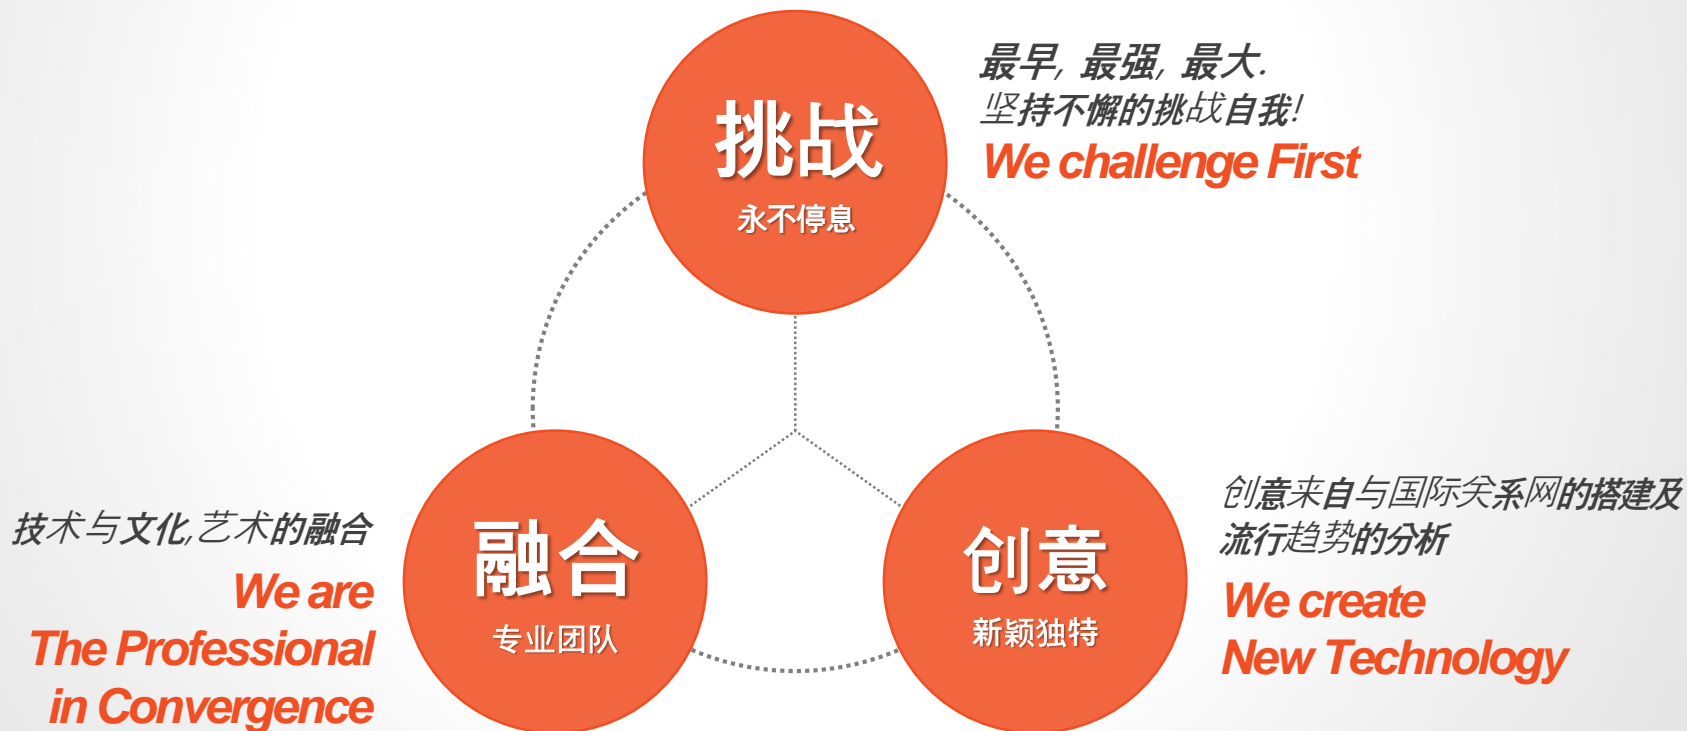 挑战
永不停息
最早, 最强, 最大.
坚持不懈的挑战自我!
We challenge First
技术与文化,艺术的融合
We are
The Professional
in Convergence
融合
专业团队
创意
新颖独特
创意来自与国际关系网的搭建及
流行趋势的分析
We create
New Technology